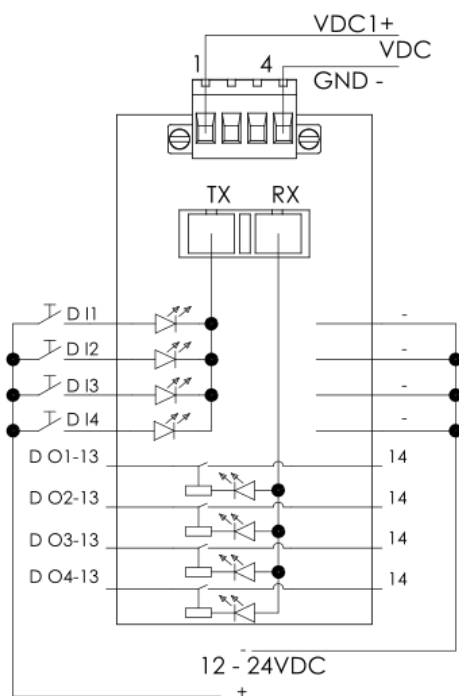 VDC1+
1 4 VDC
GND -
TX RX
D I1 -
D I2 -
D I3 -
D I4 -
D O1-13 14
D O2-13 14
D O3-13 14
D O4-13 14
-
12 - 24VDC
+